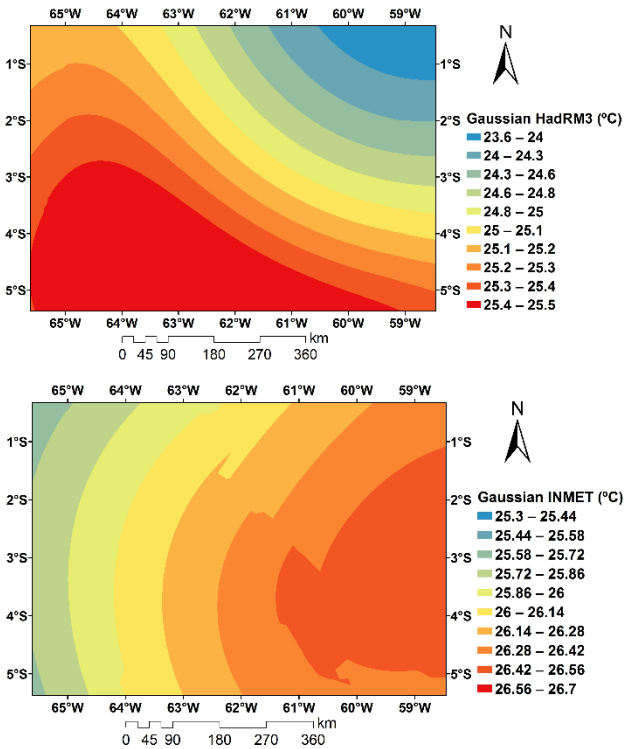 65°W 64°W 63°W 62°W 61°W 60°W 59°W
N
1°S 1°S
2°S 2°S
3°S 3°S
4°S 4°S
5°S 5°S
Gaussian HadRM3 (ºC)
23.6 – 24
24 – 24.3
24.3 – 24.6
24.6 – 24.8
24.8 – 25
25 – 25.1
25.1 – 25.2
25.2 – 25.3
25.3 – 25.4
25.4 – 25.5
65°W 64°W 63°W 62°W 61°W 60°W 59°W
km
0 45 90 180 270 360
65°W 64°W 63°W 62°W 61°W 60°W 59°W
N
1°S 1°S
2°S 2°S
3°S 3°S
4°S 4°S
5°S 5°S
Gaussian INMET (ºC)
25.3 – 25.44
25.44 – 25.58
25.58 – 25.72
25.72 – 25.86
25.86 – 26
26 – 26.14
26.14 – 26.28
26.28 – 26.42
26.42 – 26.56
26.56 – 26.7
65°W 64°W 63°W 62°W 61°W 60°W 59°W
km
0 45 90 180 270 360